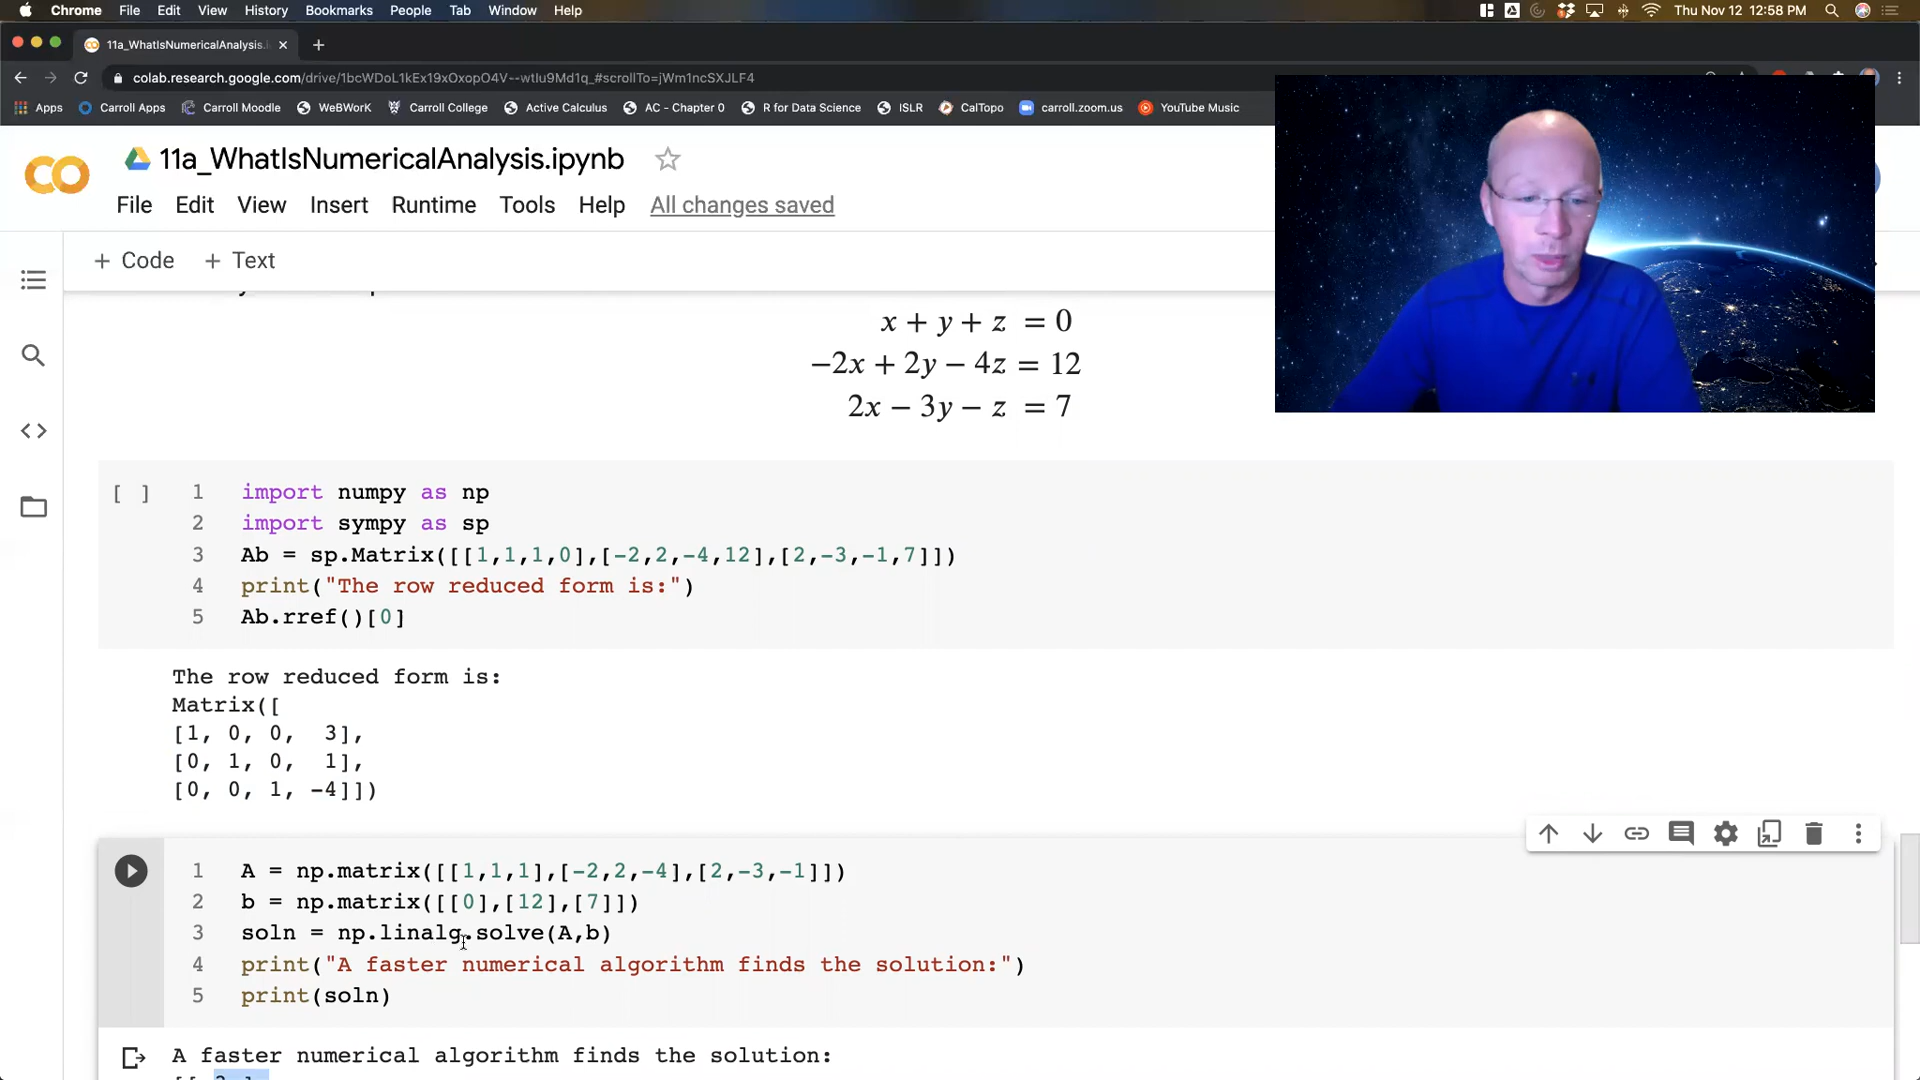 Chrome File Edit View History Bookmarks People Tab Window Help Thu Nov 12 12:58 PM
11a_WhatIsNumericalAnalysis.i
colab.research.google.com/drive/1bcWDoL1kEx19xOxopO4V--wtIu9Md1q_#scrollTo=jWm1ncSXJLF4
Apps Carroll Apps Carroll Moodle WeBWorK Carroll College Active Calculus AC - Chapter 0 R for Data Science ISLR CalTopo carroll.zoom.us YouTube Music
11a_WhatIsNumericalAnalysis.ipynb
File Edit View Insert Runtime Tools Help All changes saved
+ Code + Text
x + y + z = 0
−2x + 2y − 4z = 12
2x − 3y − z = 7
[ ] 1 import numpy as np
2 import sympy as sp
3 Ab = sp.Matrix([[1,1,1,0],[-2,2,-4,12],[2,-3,-1,7]])
4 print("The row reduced form is:")
5 Ab.rref()[0]
The row reduced form is:
Matrix([
[1, 0, 0, 3],
[0, 1, 0, 1],
[0, 0, 1, -4]])
1 A = np.matrix([[1,1,1],[-2,2,-4],[2,-3,-1]])
2 b = np.matrix([[0],[12],[7]])
3 soln = np.linalg.solve(A,b)
4 print("A faster numerical algorithm finds the solution:")
5 print(soln)
A faster numerical algorithm finds the solution: